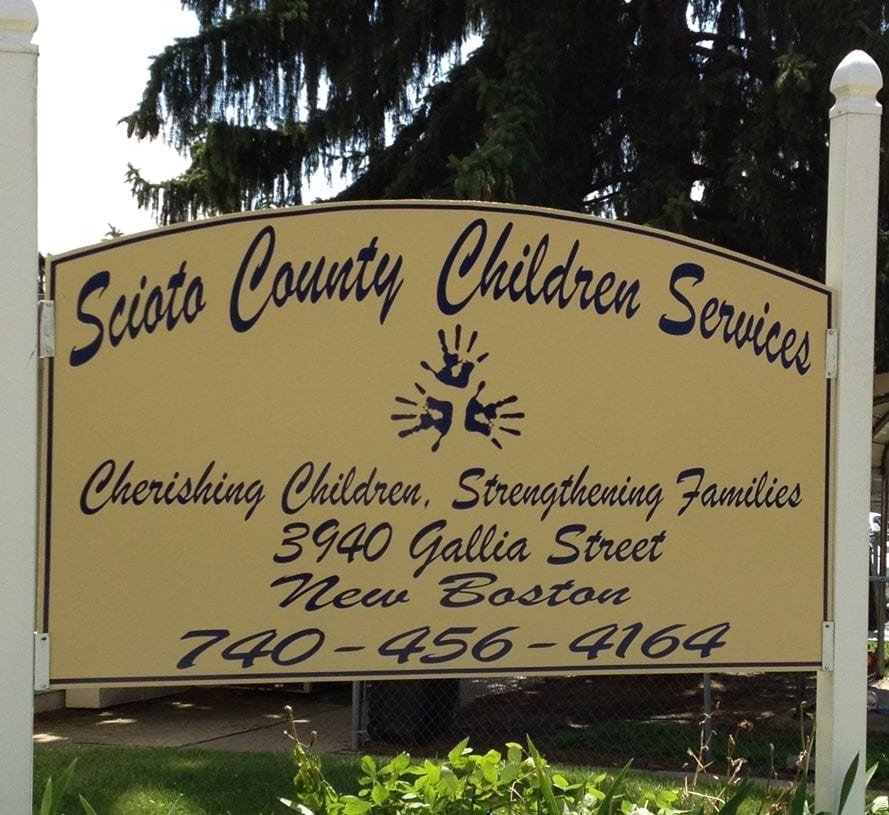 Scioto County Children Services
Cherishing Children, Strengthening Families
3940 Gallia Street
New Boston
740-456-4164